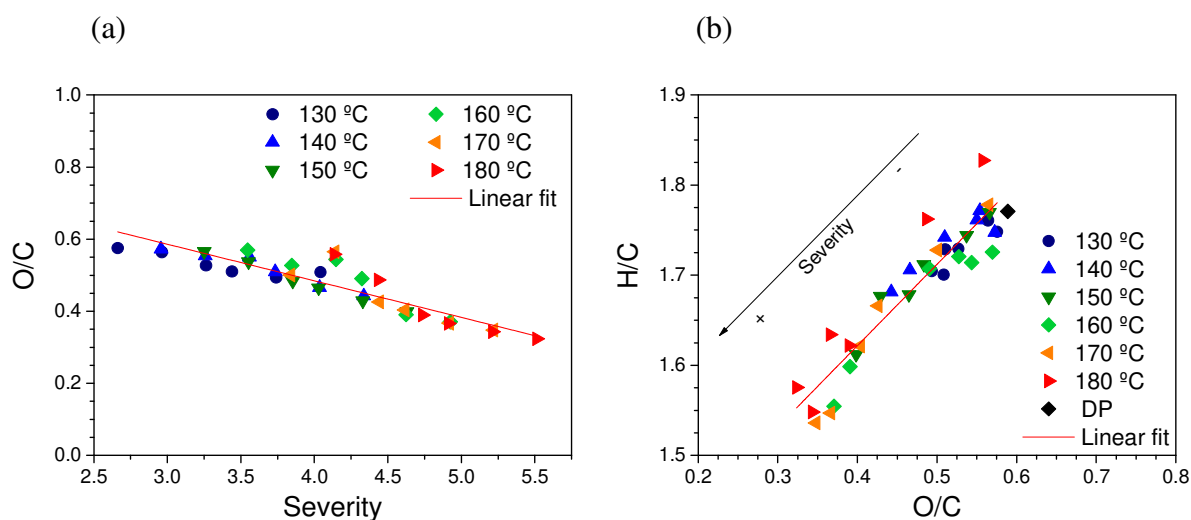 (a)
(b)
1.0
0.8
0.6
0.4
0.2
0.0
O/C
130 ºC
140 ºC
150 ºC
160 ºC
170 ºC
180 ºC
Linear fit
2.5 3.0 3.5 4.0 4.5 5.0 5.5
Severity
1.9
1.8
1.7
1.6
1.5
H/C
-
Severity
+
130 ºC
140 ºC
150 ºC
160 ºC
170 ºC
180 ºC
DP
Linear fit
0.2 0.3 0.4 0.5 0.6 0.7 0.8
O/C